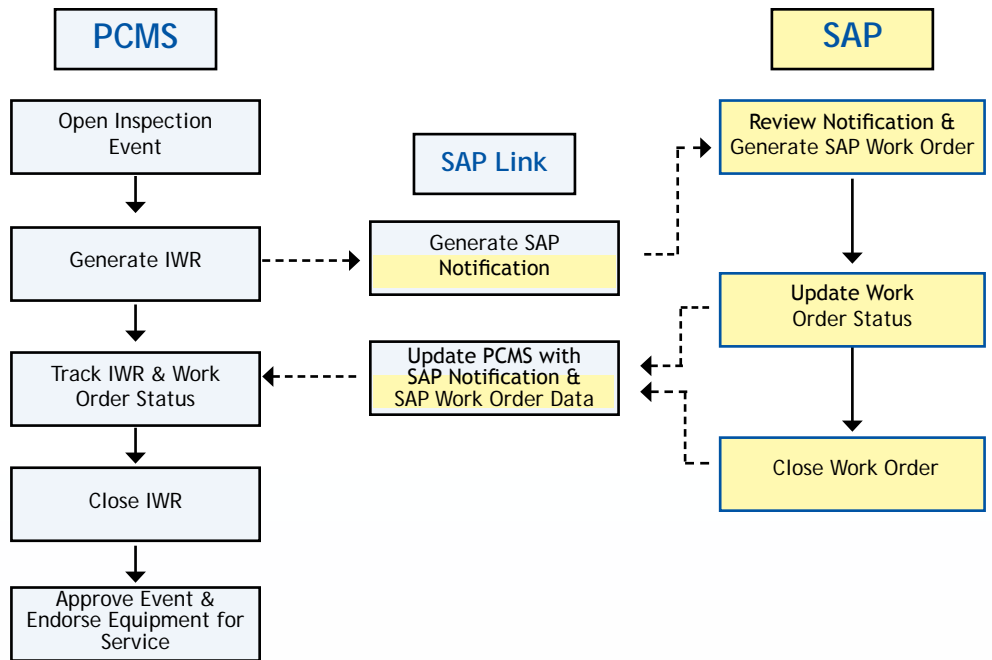 PCMS
Open Inspection
Event
Generate IWR
Track IWR & Work
Order Status
Close IWR
Approve Event &
Endorse Equipment for
Service
SAP Link
Generate SAP
Notification
Update PCMS with
SAP Notification &
SAP Work Order Data
SAP
Review Notification &
Generate SAP Work Order
Update Work
Order Status
Close Work Order